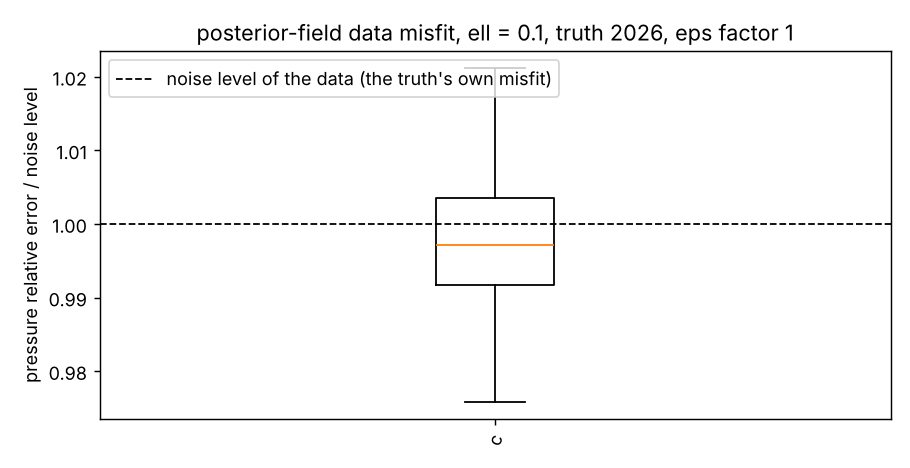 posterior-field data misfit, ell = 0.1, truth 2026, eps factor 1
noise level of the data (the truth's own misfit)
pressure relative error / noise level
1.02
1.01
1.00
0.99
0.98
c